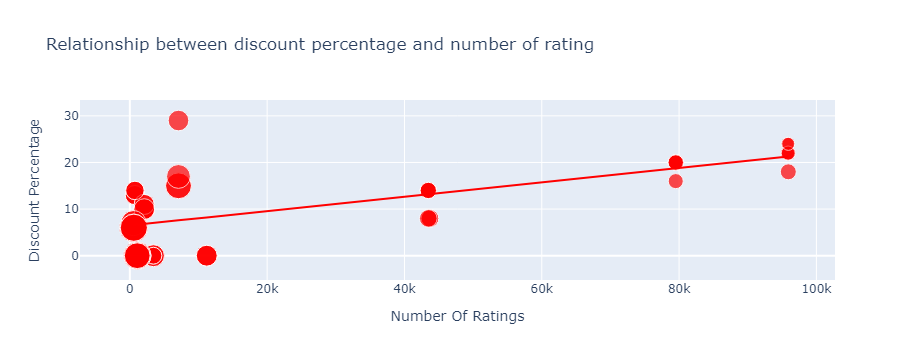 Relationship between discount percentage and number of rating
Discount Percentage
30
20
10
0
0
20k
40k
60k
80k
100k
Number Of Ratings